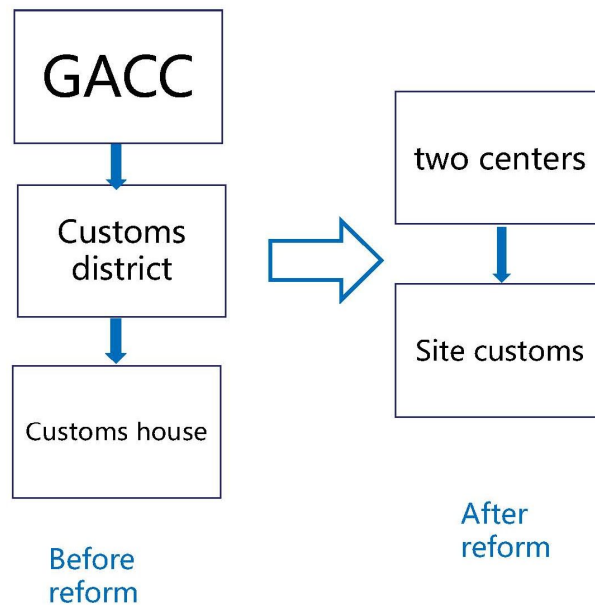 GACC
Customs
district
Customs house
Before
reform
two centers
Site customs
After
reform